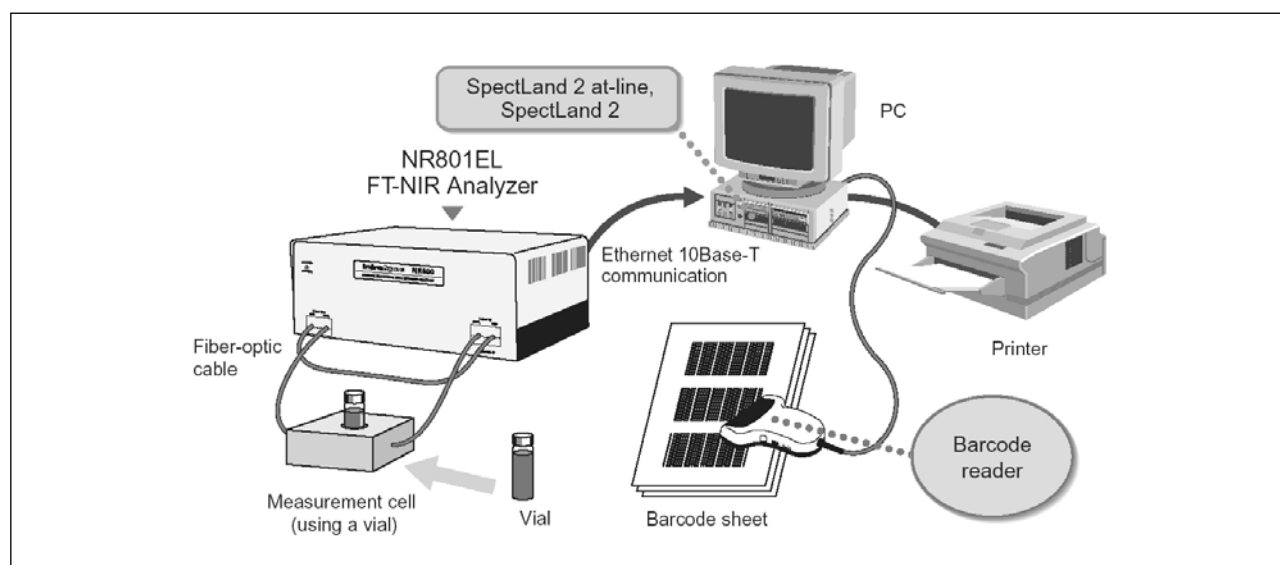 SpectLand 2 at-line,
SpectLand 2
PC
NR801EL
FT-NIR Analyzer
Ethernet 10Base-T
communication
NR800
Fiber-optic
cable
Printer
Barcode
reader
Measurement cell
(using a vial)
Vial
Barcode sheet